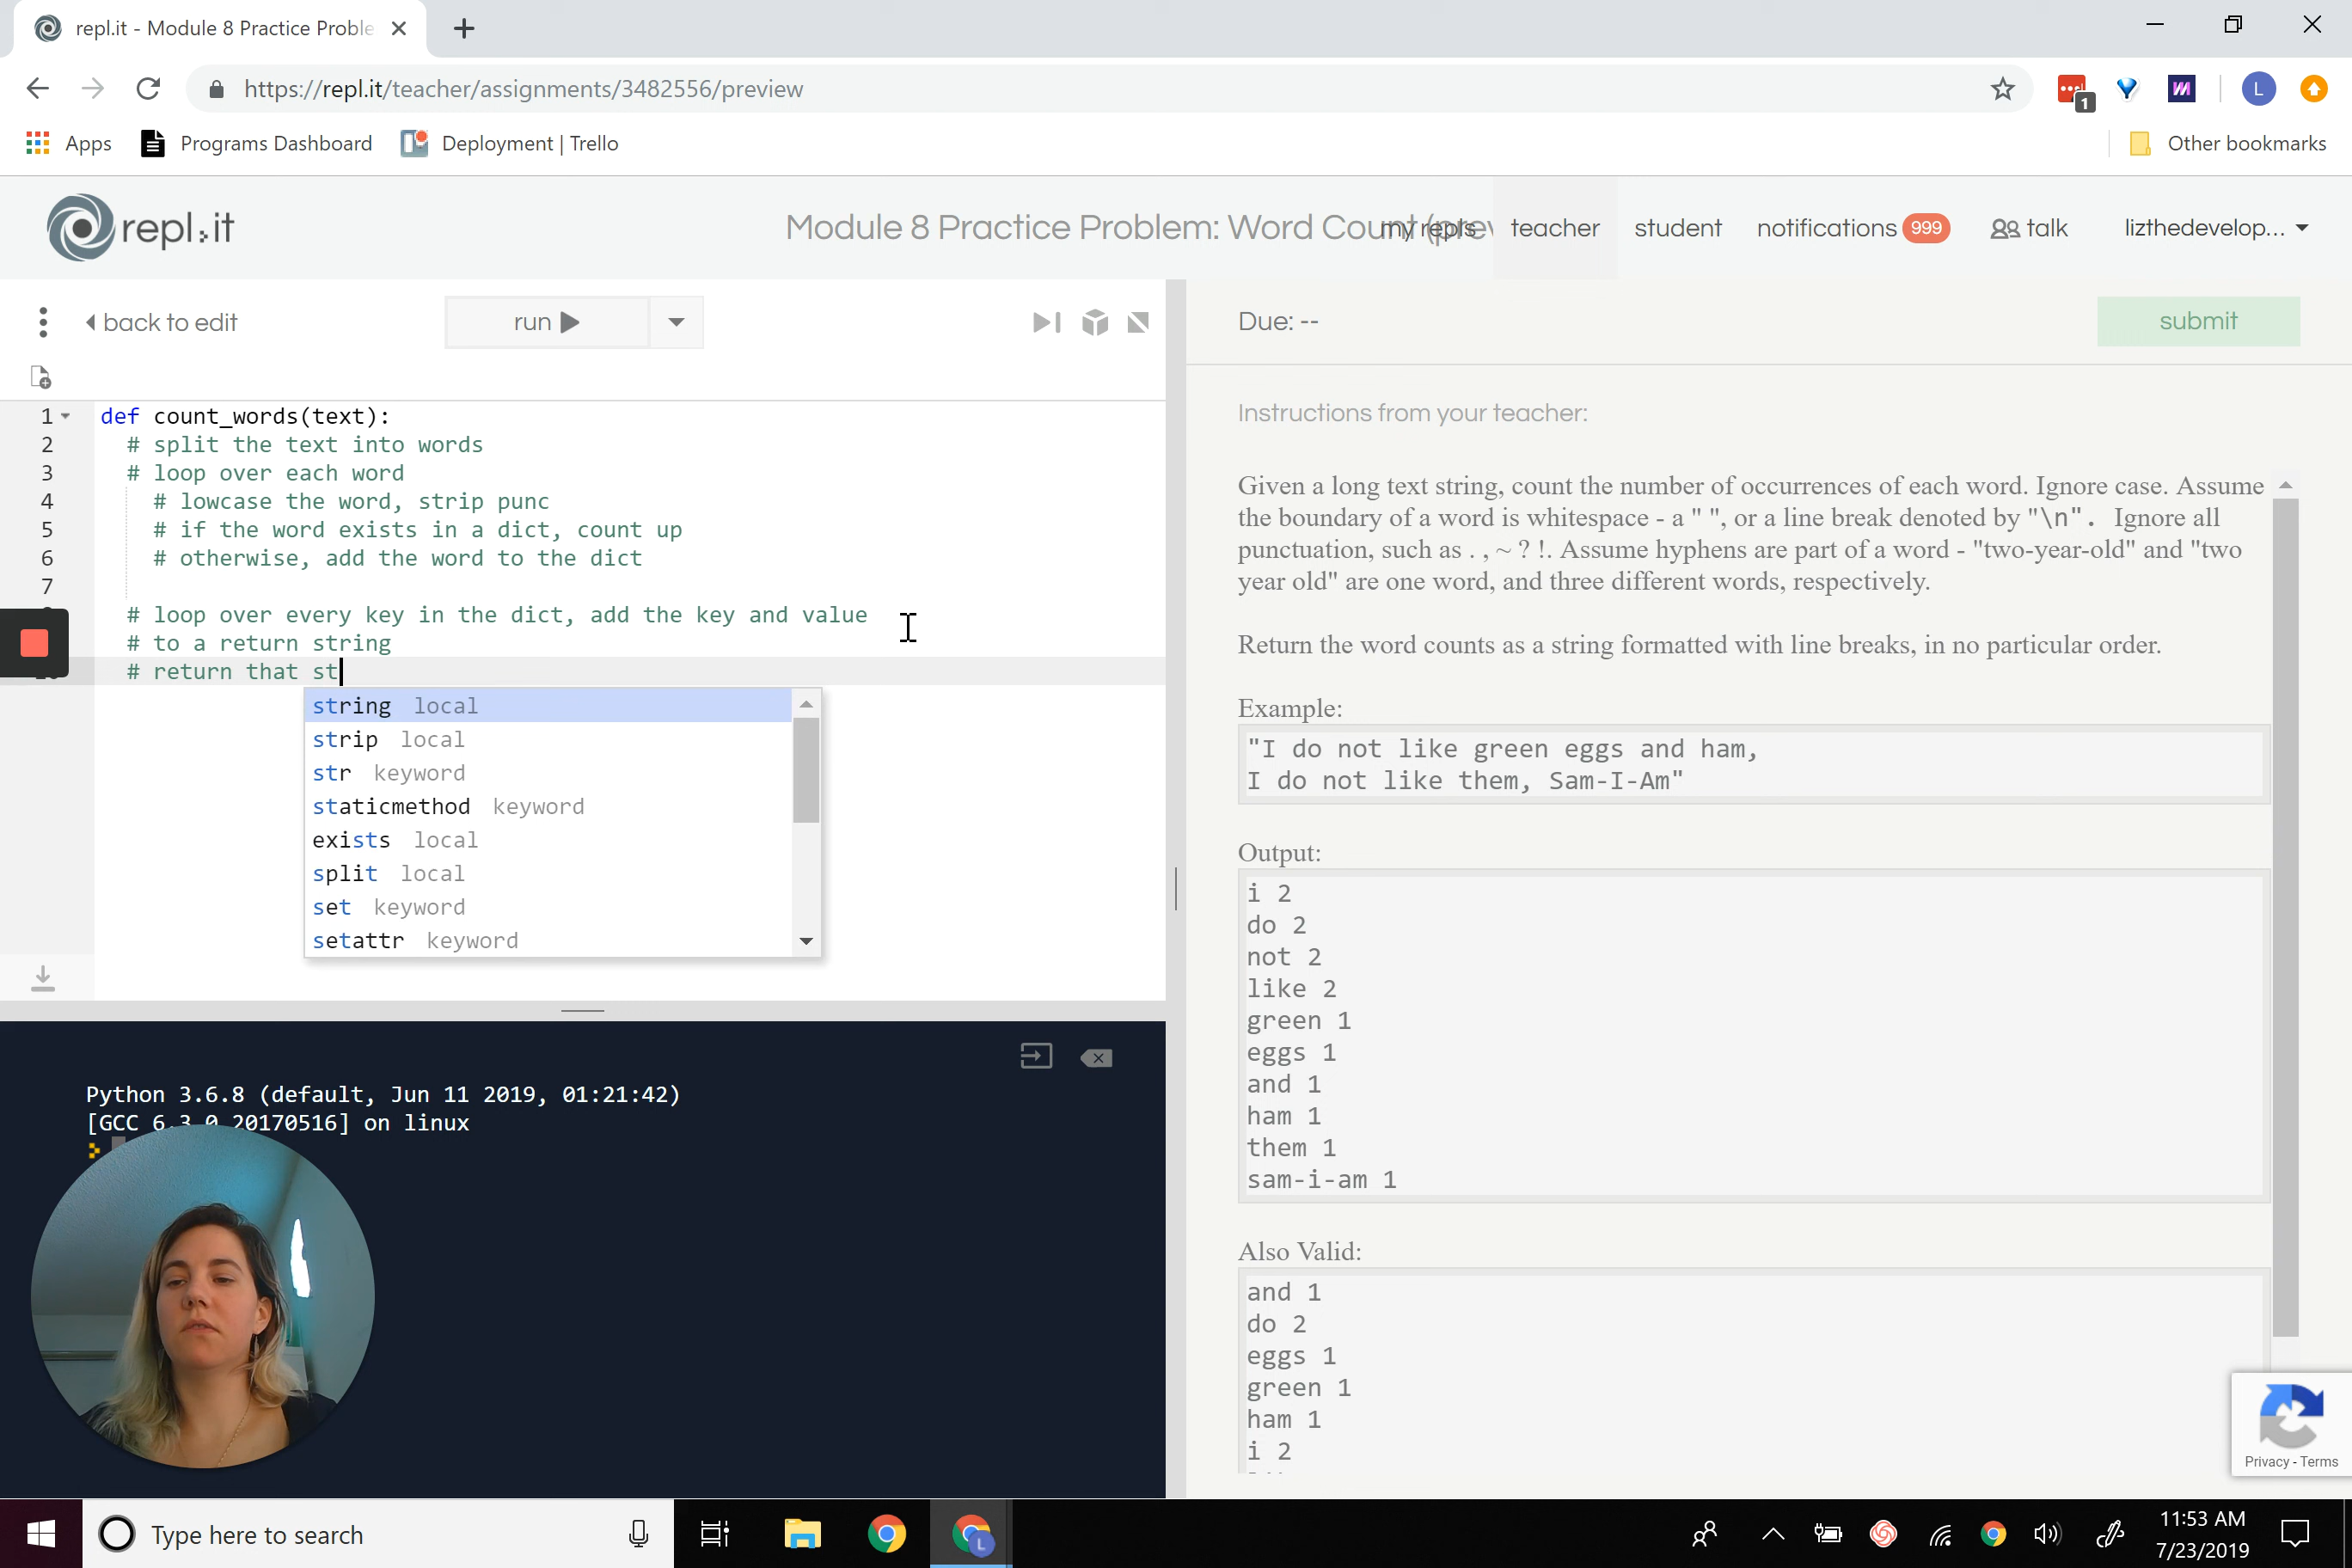 repl.it - Module 8 Practice Proble
https://repl.it/teacher/assignments/3482556/preview
1
L
Apps
Programs Dashboard
Deployment | Trello
Other bookmarks
repl.it
Module 8 Practice Problem: Word Count (prev
my repls
teacher
student
notifications 999
talk
lizthedevelop...
back to edit
run
Due: --
submit
1 def count_words(text):
2 # split the text into words
3 # loop over each word
4 # lowcase the word, strip punc
5 # if the word exists in a dict, count up
6 # otherwise, add the word to the dict
7
# loop over every key in the dict, add the key and value
# to a return string
# return that st
string local
strip local
str keyword
staticmethod keyword
exists local
split local
set keyword
setattr keyword
Python 3.6.8 (default, Jun 11 2019, 01:21:42)
[GCC 6.3.0 20170516] on linux
Instructions from your teacher:
Given a long text string, count the number of occurrences of each word. Ignore case. Assume
the boundary of a word is whitespace - a " ", or a line break denoted by "\n". Ignore all
punctuation, such as . , ~ ? !. Assume hyphens are part of a word - "two-year-old" and "two
year old" are one word, and three different words, respectively.
Return the word counts as a string formatted with line breaks, in no particular order.
Example:
"I do not like green eggs and ham,
I do not like them, Sam-I-Am"
Output:
i 2
do 2
not 2
like 2
green 1
eggs 1
and 1
ham 1
them 1
sam-i-am 1
Also Valid:
and 1
do 2
eggs 1
green 1
ham 1
i 2
Privacy - Terms
Type here to search
L
11:53 AM
7/23/2019